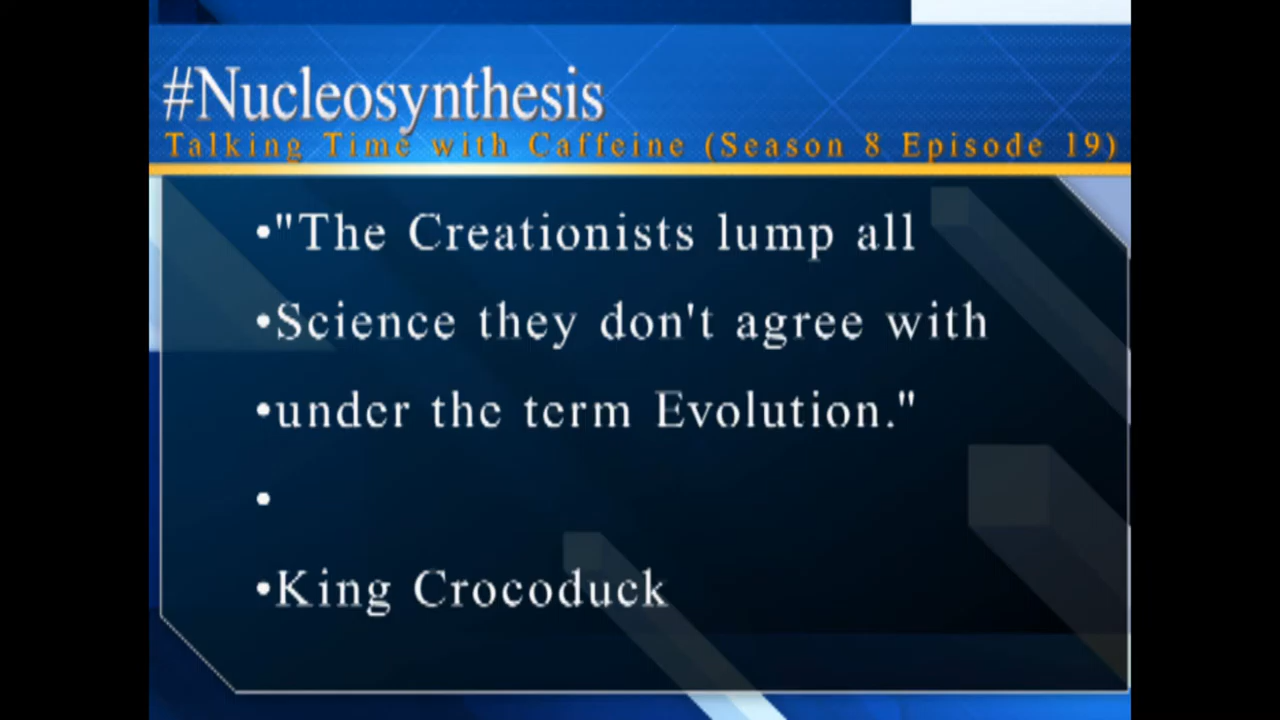 #Nucleosynthesis
Talking Time with Caffeine (Season 8 Episode 19)
•"The Creationists lump all
•Science they don't agree with
•under the term Evolution."
•
•King Crocoduck